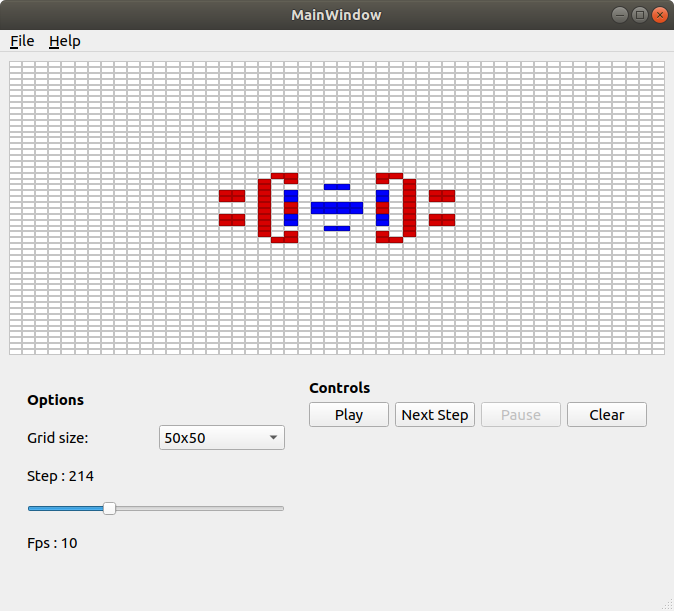 MainWindow
File Help
Options
Controls
Play Next Step Pause Clear
Grid size: 50x50
Step : 214
Fps : 10